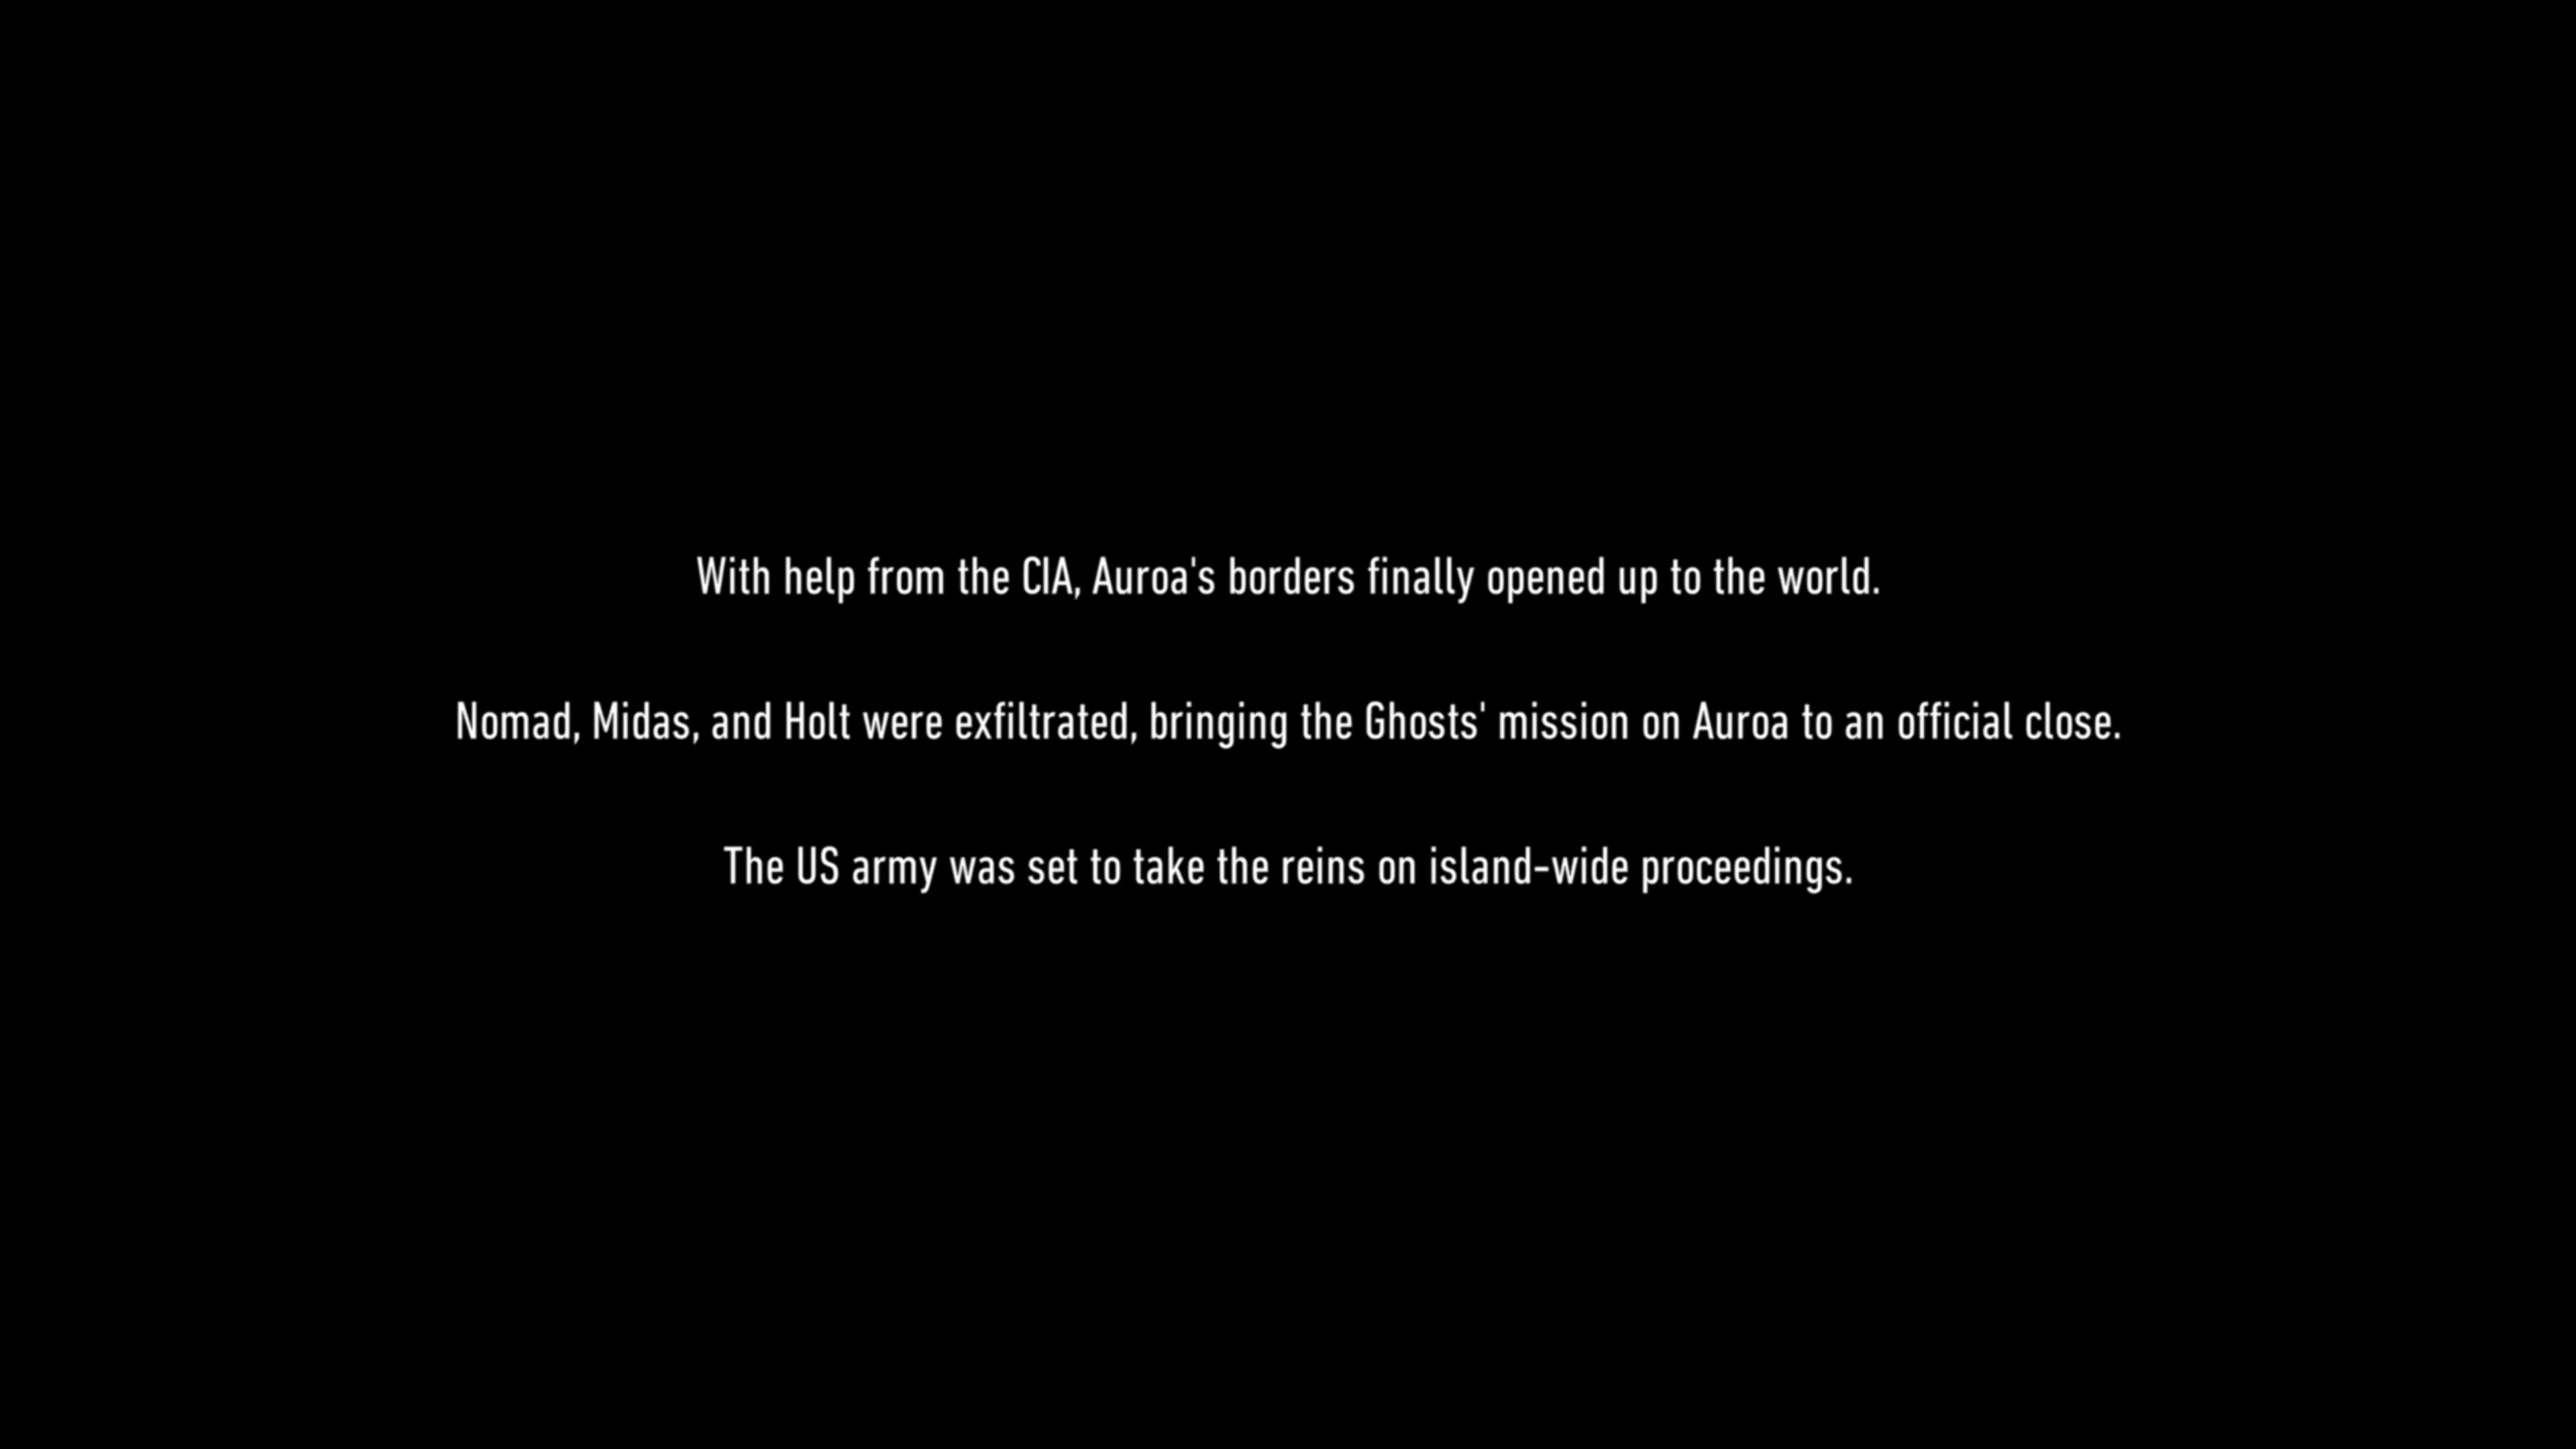 With help from the CIA, Auroa's borders finally opened up to the world.
Nomad, Midas, and Holt were exfiltrated, bringing the Ghosts' mission on Auroa to an official close.
The US army was set to take the reins on island-wide proceedings.